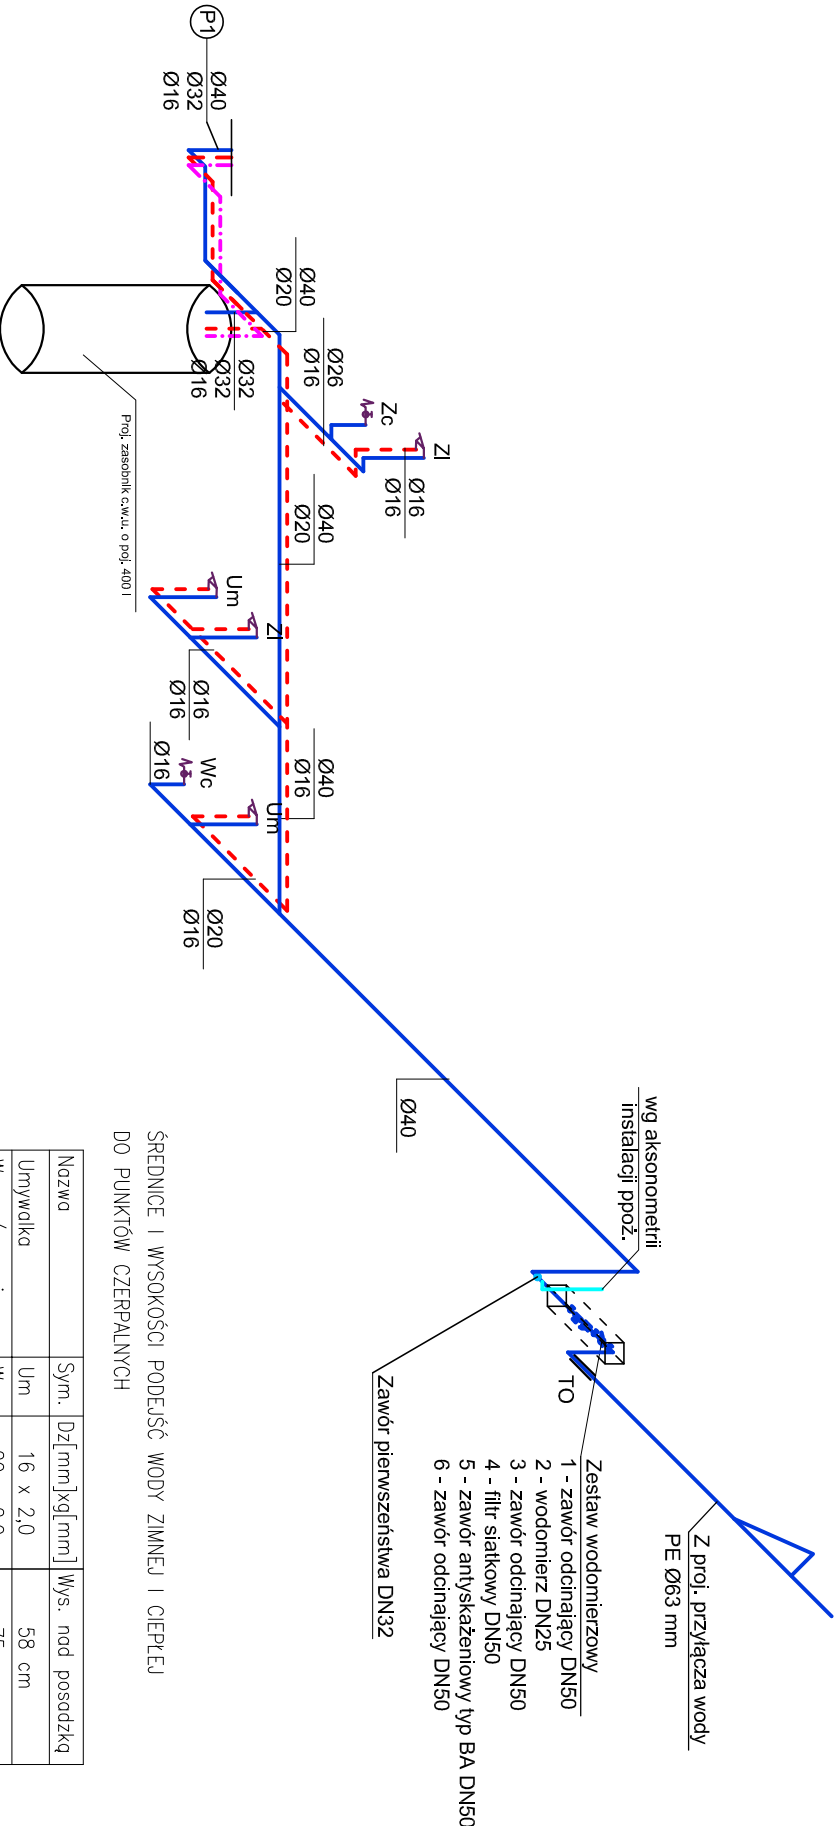 P1
Ø40
Ø32
Ø16
Ø40
Ø20
Ø32
Ø32
Ø16
Proj. zasobnik c.w.u. o poj. 400 l
Ø26
Ø16
Zc
Zl
Ø16
Ø16
Ø40
Ø20
Um
Zl
Ø16
Ø16
Ø40
Ø16
Wc
Ø16
Um
Ø20
Ø16
Ø40
wg aksonometrii
instalacji ppoż.
TO
Zawór pierwszeństwa DN32
Zestaw wodomierzowy
1 - zawór odcinający DN50
2 - wodomierz DN25
3 - zawór odcinający DN50
4 - filtr siatkowy DN50
5 - zawór antyskażeniowy typ BA DN50
6 - zawór odcinający DN50
Z proj. przyłącza wody
PE Ø63 mm
ŚREDNICE I WYSOKOŚCI PODEJŚĆ WODY ZIMNEJ I CIEPŁEJ
DO PUNKTÓW CZERPALNYCH
Nazwa Sym. Dz[mm]xg[mm] Wys. nad posadzką
Umywalka Um 16 x 2,0 58 cm